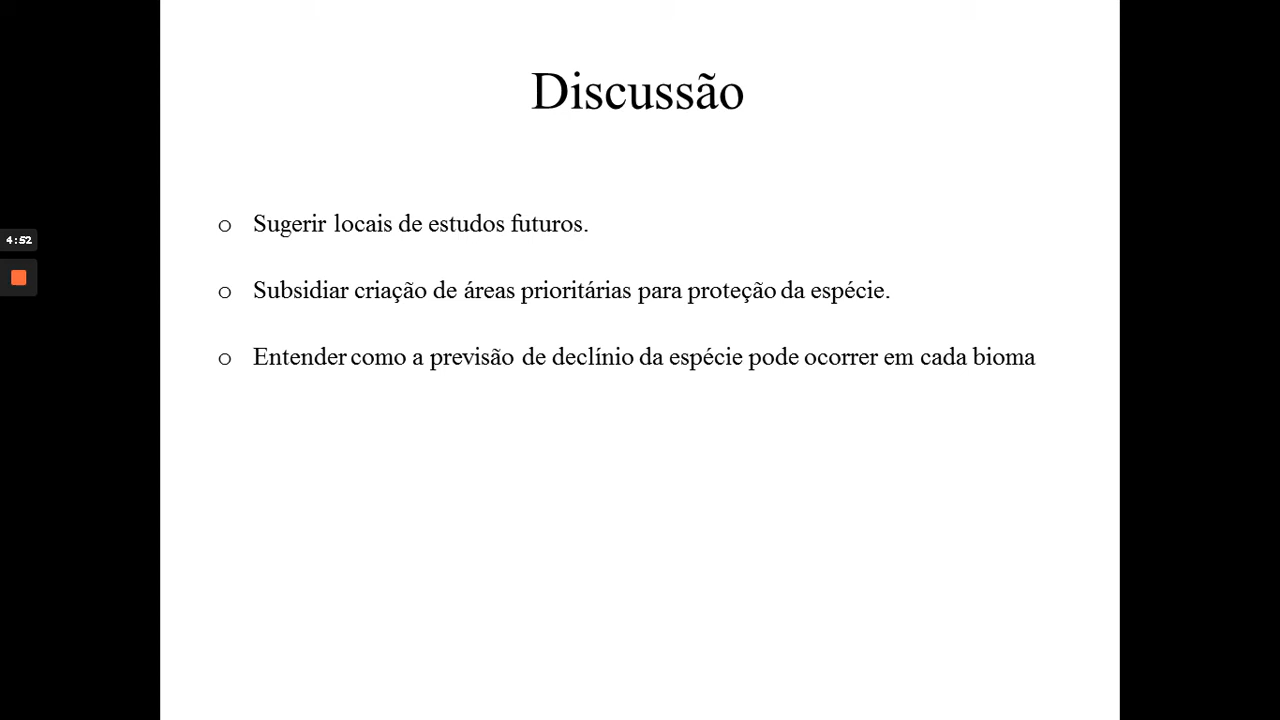 Discussão
o Sugerir locais de estudos futuros.
4:52
o Subsidiar criação de áreas prioritárias para proteção da espécie.
o Entender como a previsão de declínio da espécie pode ocorrer em cada bioma